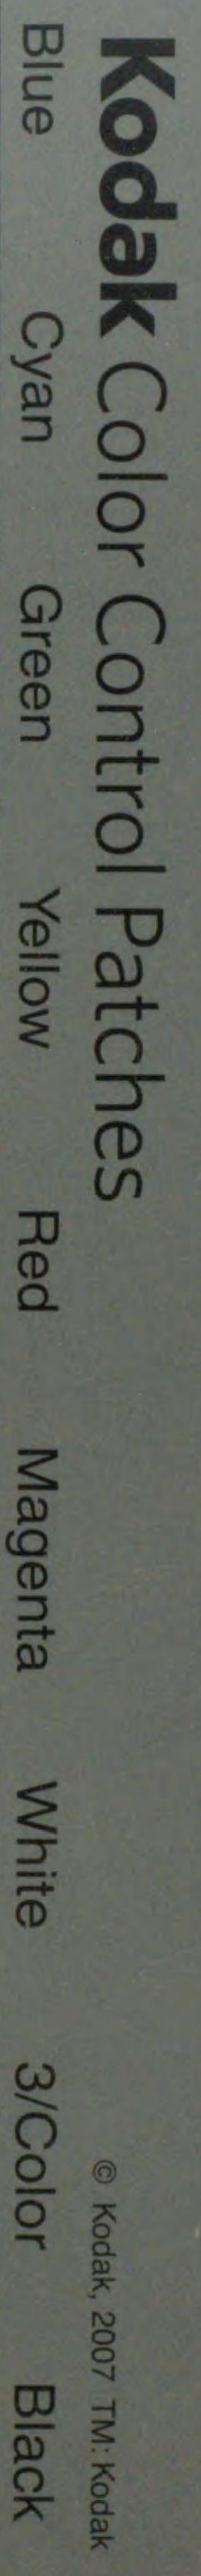 Kodak Color Control Patches
© Kodak, 2007 TM: Kodak
Blue Cyan Green Yellow Red Magenta White 3/Color Black